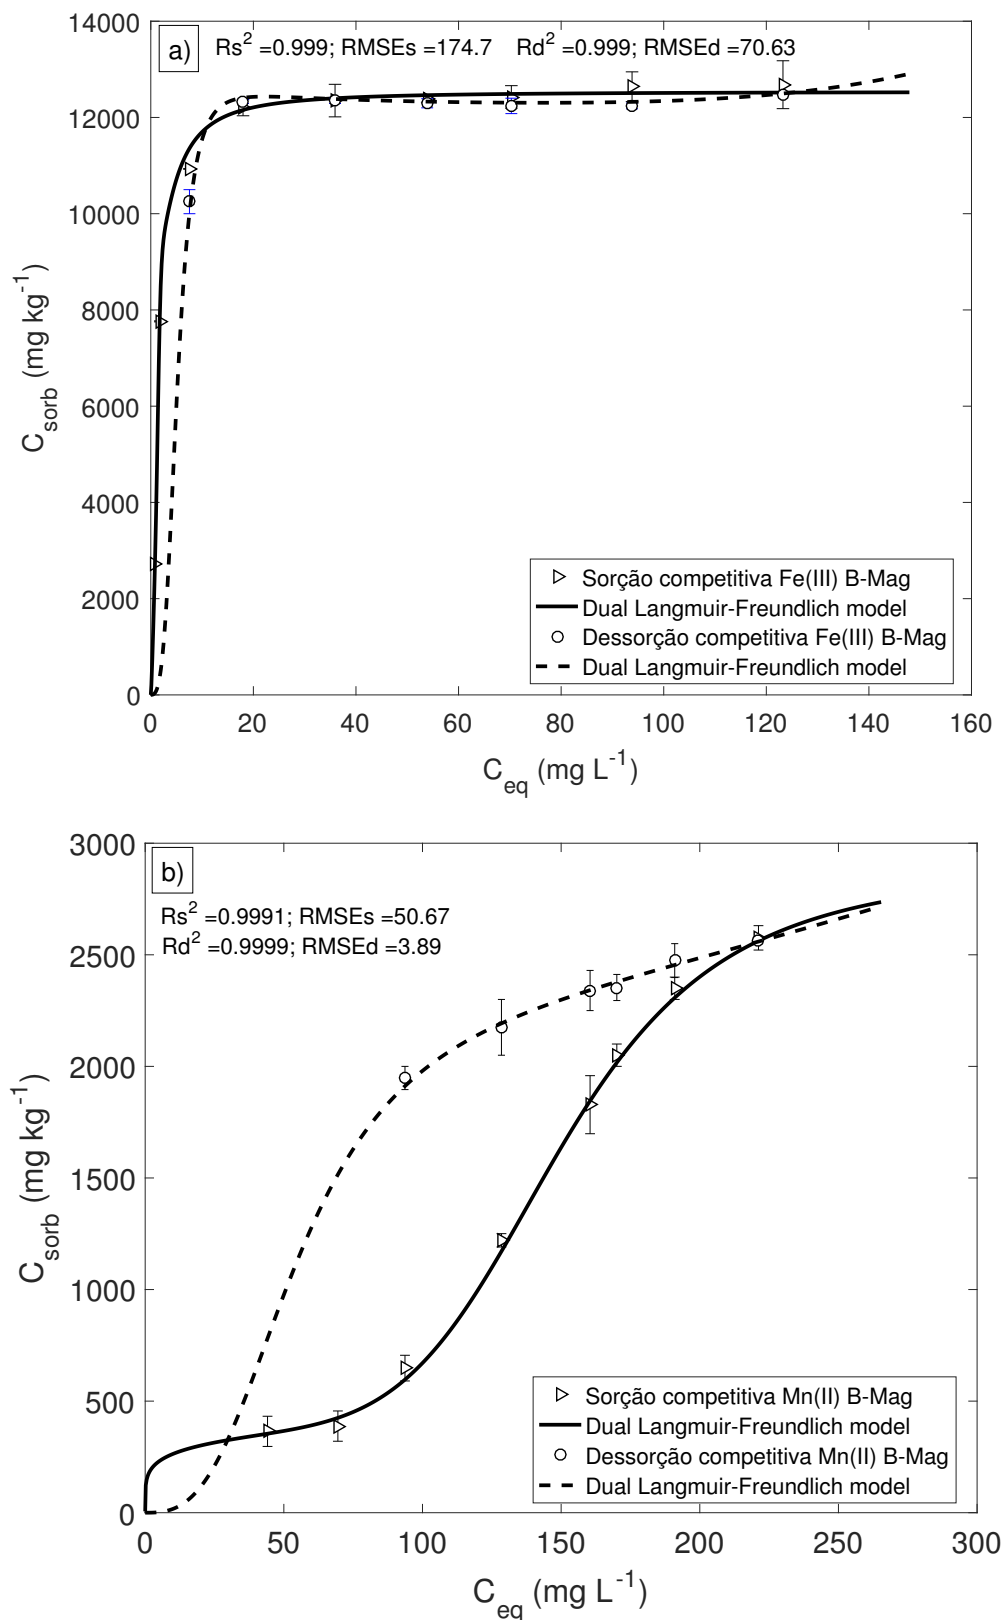 a)
Rs² =0.999; RMSEs =174.7 Rd² =0.999; RMSEd =70.63
14000
12000
10000
8000
6000
4000
2000
0
C_sorb (mg kg⁻¹)
Sorção competitiva Fe(III) B-Mag
Dual Langmuir-Freundlich model
Dessorção competitiva Fe(III) B-Mag
Dual Langmuir-Freundlich model
0 20 40 60 80 100 120 140 160
C_eq (mg L⁻¹)
b)
Rs² =0.9991; RMSEs =50.67
Rd² =0.9999; RMSEd =3.89
3000
2500
2000
1500
1000
500
0
C_sorb (mg kg⁻¹)
Sorção competitiva Mn(II) B-Mag
Dual Langmuir-Freundlich model
Dessorção competitiva Mn(II) B-Mag
Dual Langmuir-Freundlich model
0 50 100 150 200 250 300
C_eq (mg L⁻¹)